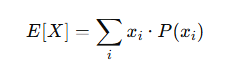 E[X] = ∑_i x_i · P(x_i)